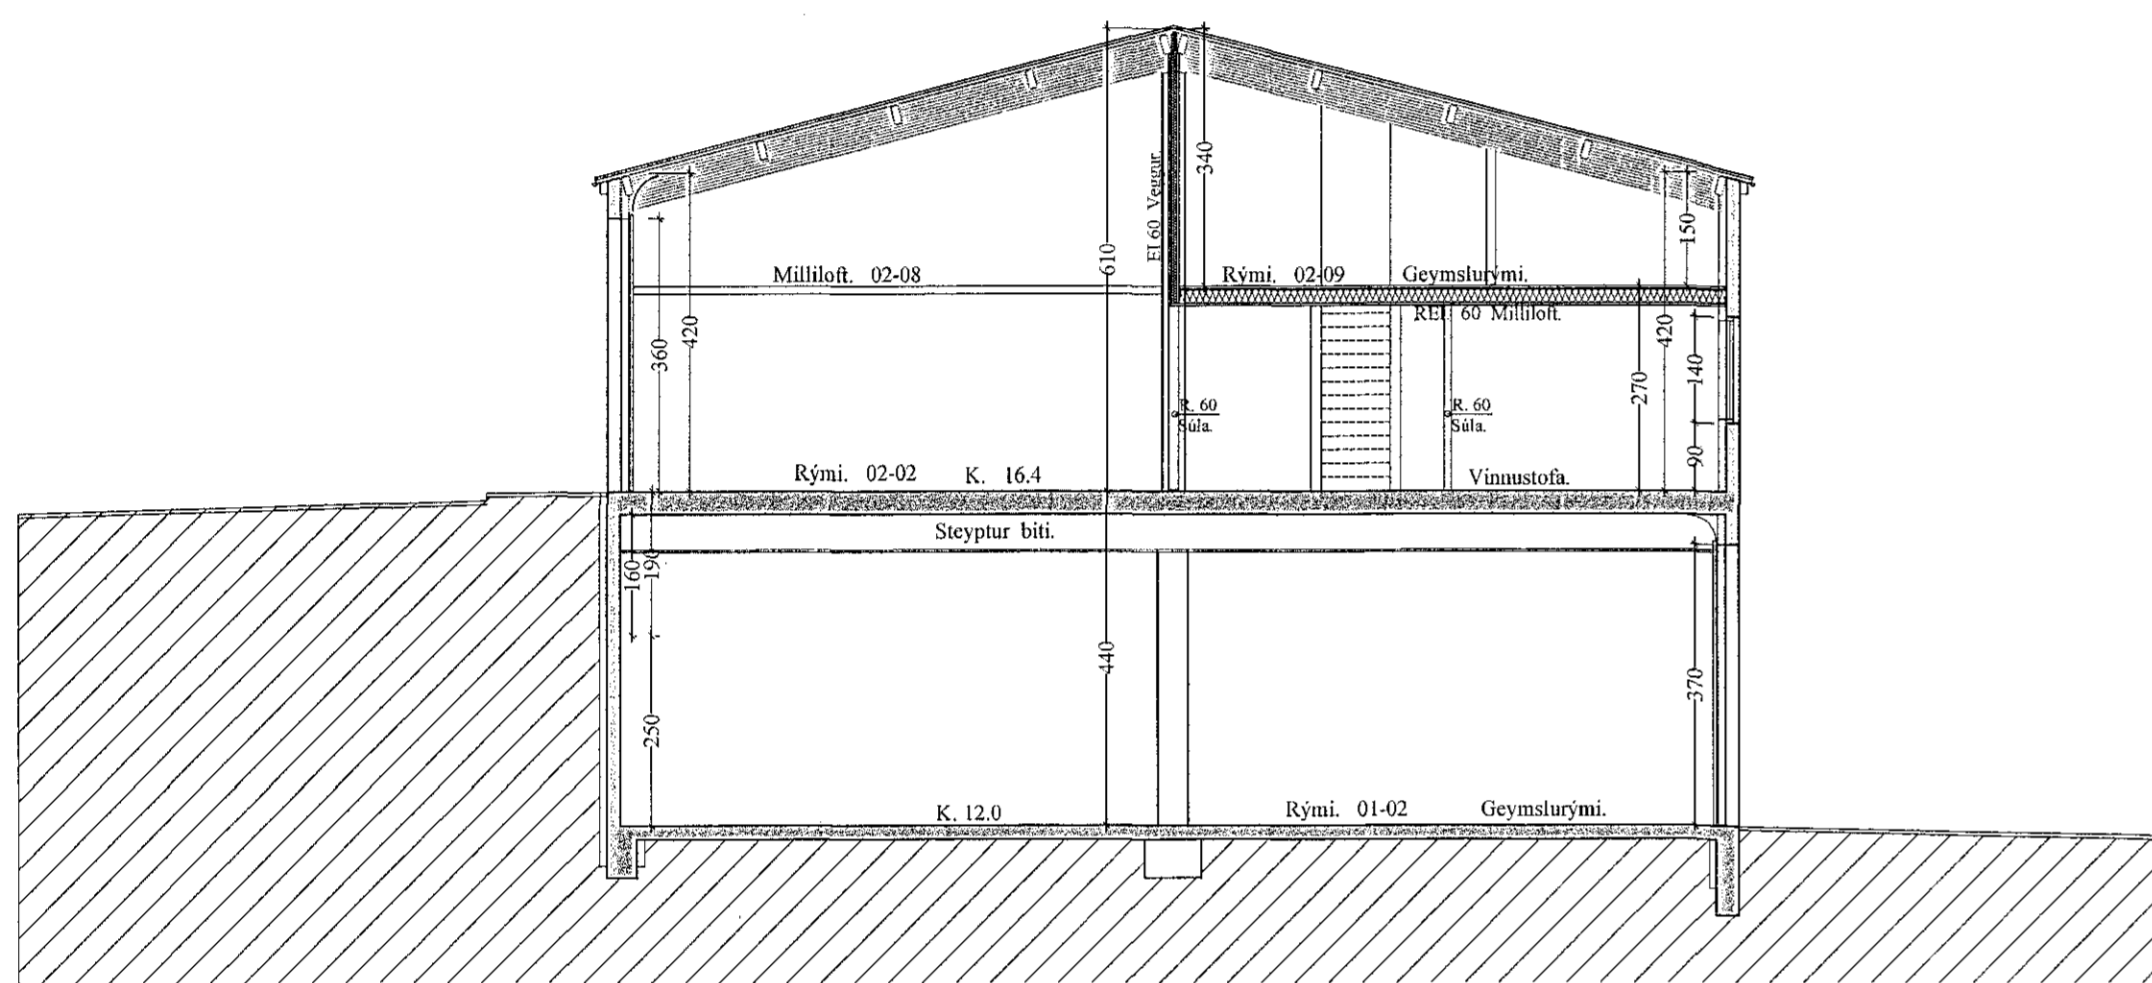 340
EI 60 Veggur.
610
150
Milliloft. 02-08
Rými. 02-09 Geymslurými.
REI. 60 Milliloft.
420
360
420
140
270
R. 60
Súla.
R. 60
Súla.
90
Rými. 02-02 K. 16.4
Vinnustofa.
Steyptur biti.
160
190
440
370
250
K. 12.0
Rými. 01-02 Geymslurými.